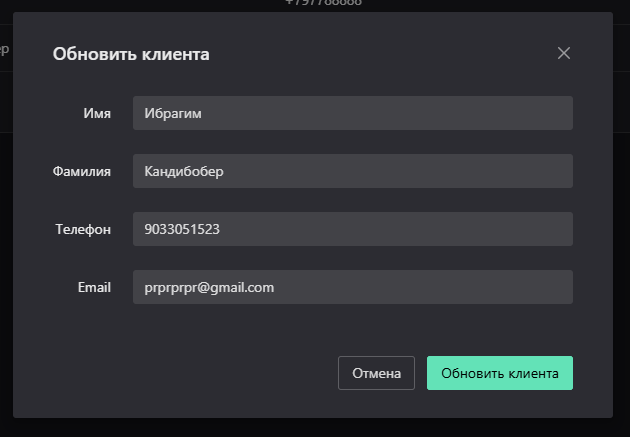 Обновить клиента
Имя
Ибрагим
Фамилия
Кандибобер
Телефон
9033051523
Email
prprprpr@gmail.com
Отмена
Обновить клиента